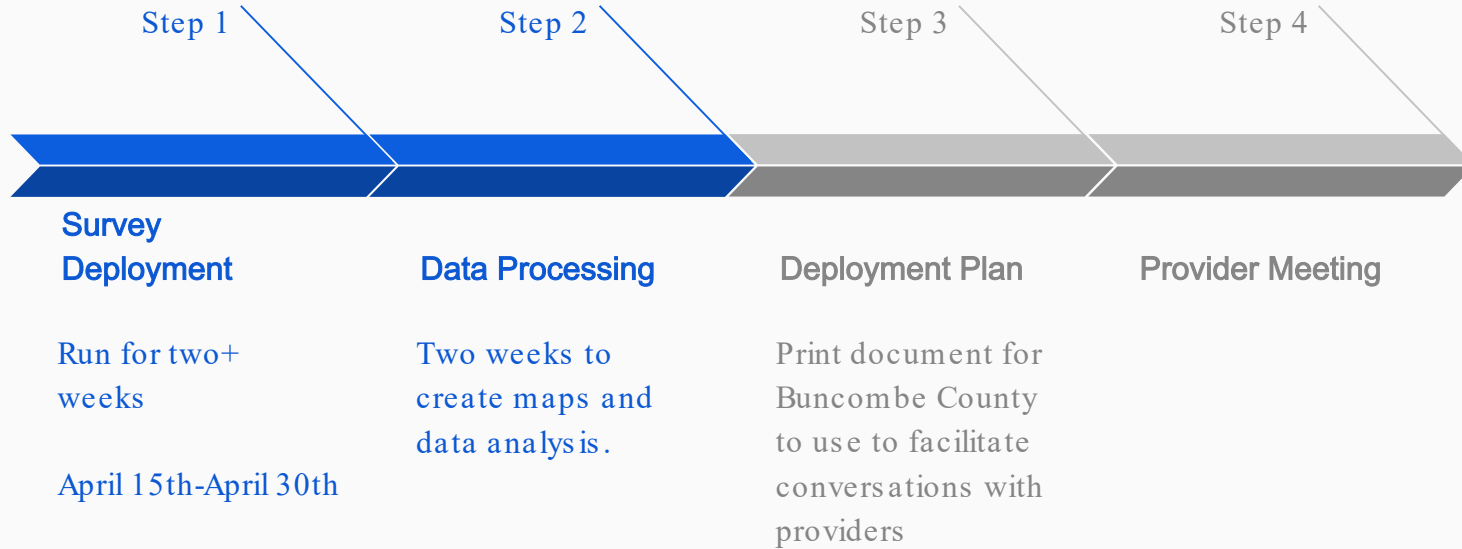 Step 1
Step 2
Step 3
Step 4
Survey
Deployment
Data Processing
Deployment Plan
Provider Meeting
Run for two+
weeks
April 15th-April 30th
Two weeks to
create maps and
data analysis.
Print document for
Buncombe County
to use to facilitate
conversations with
providers